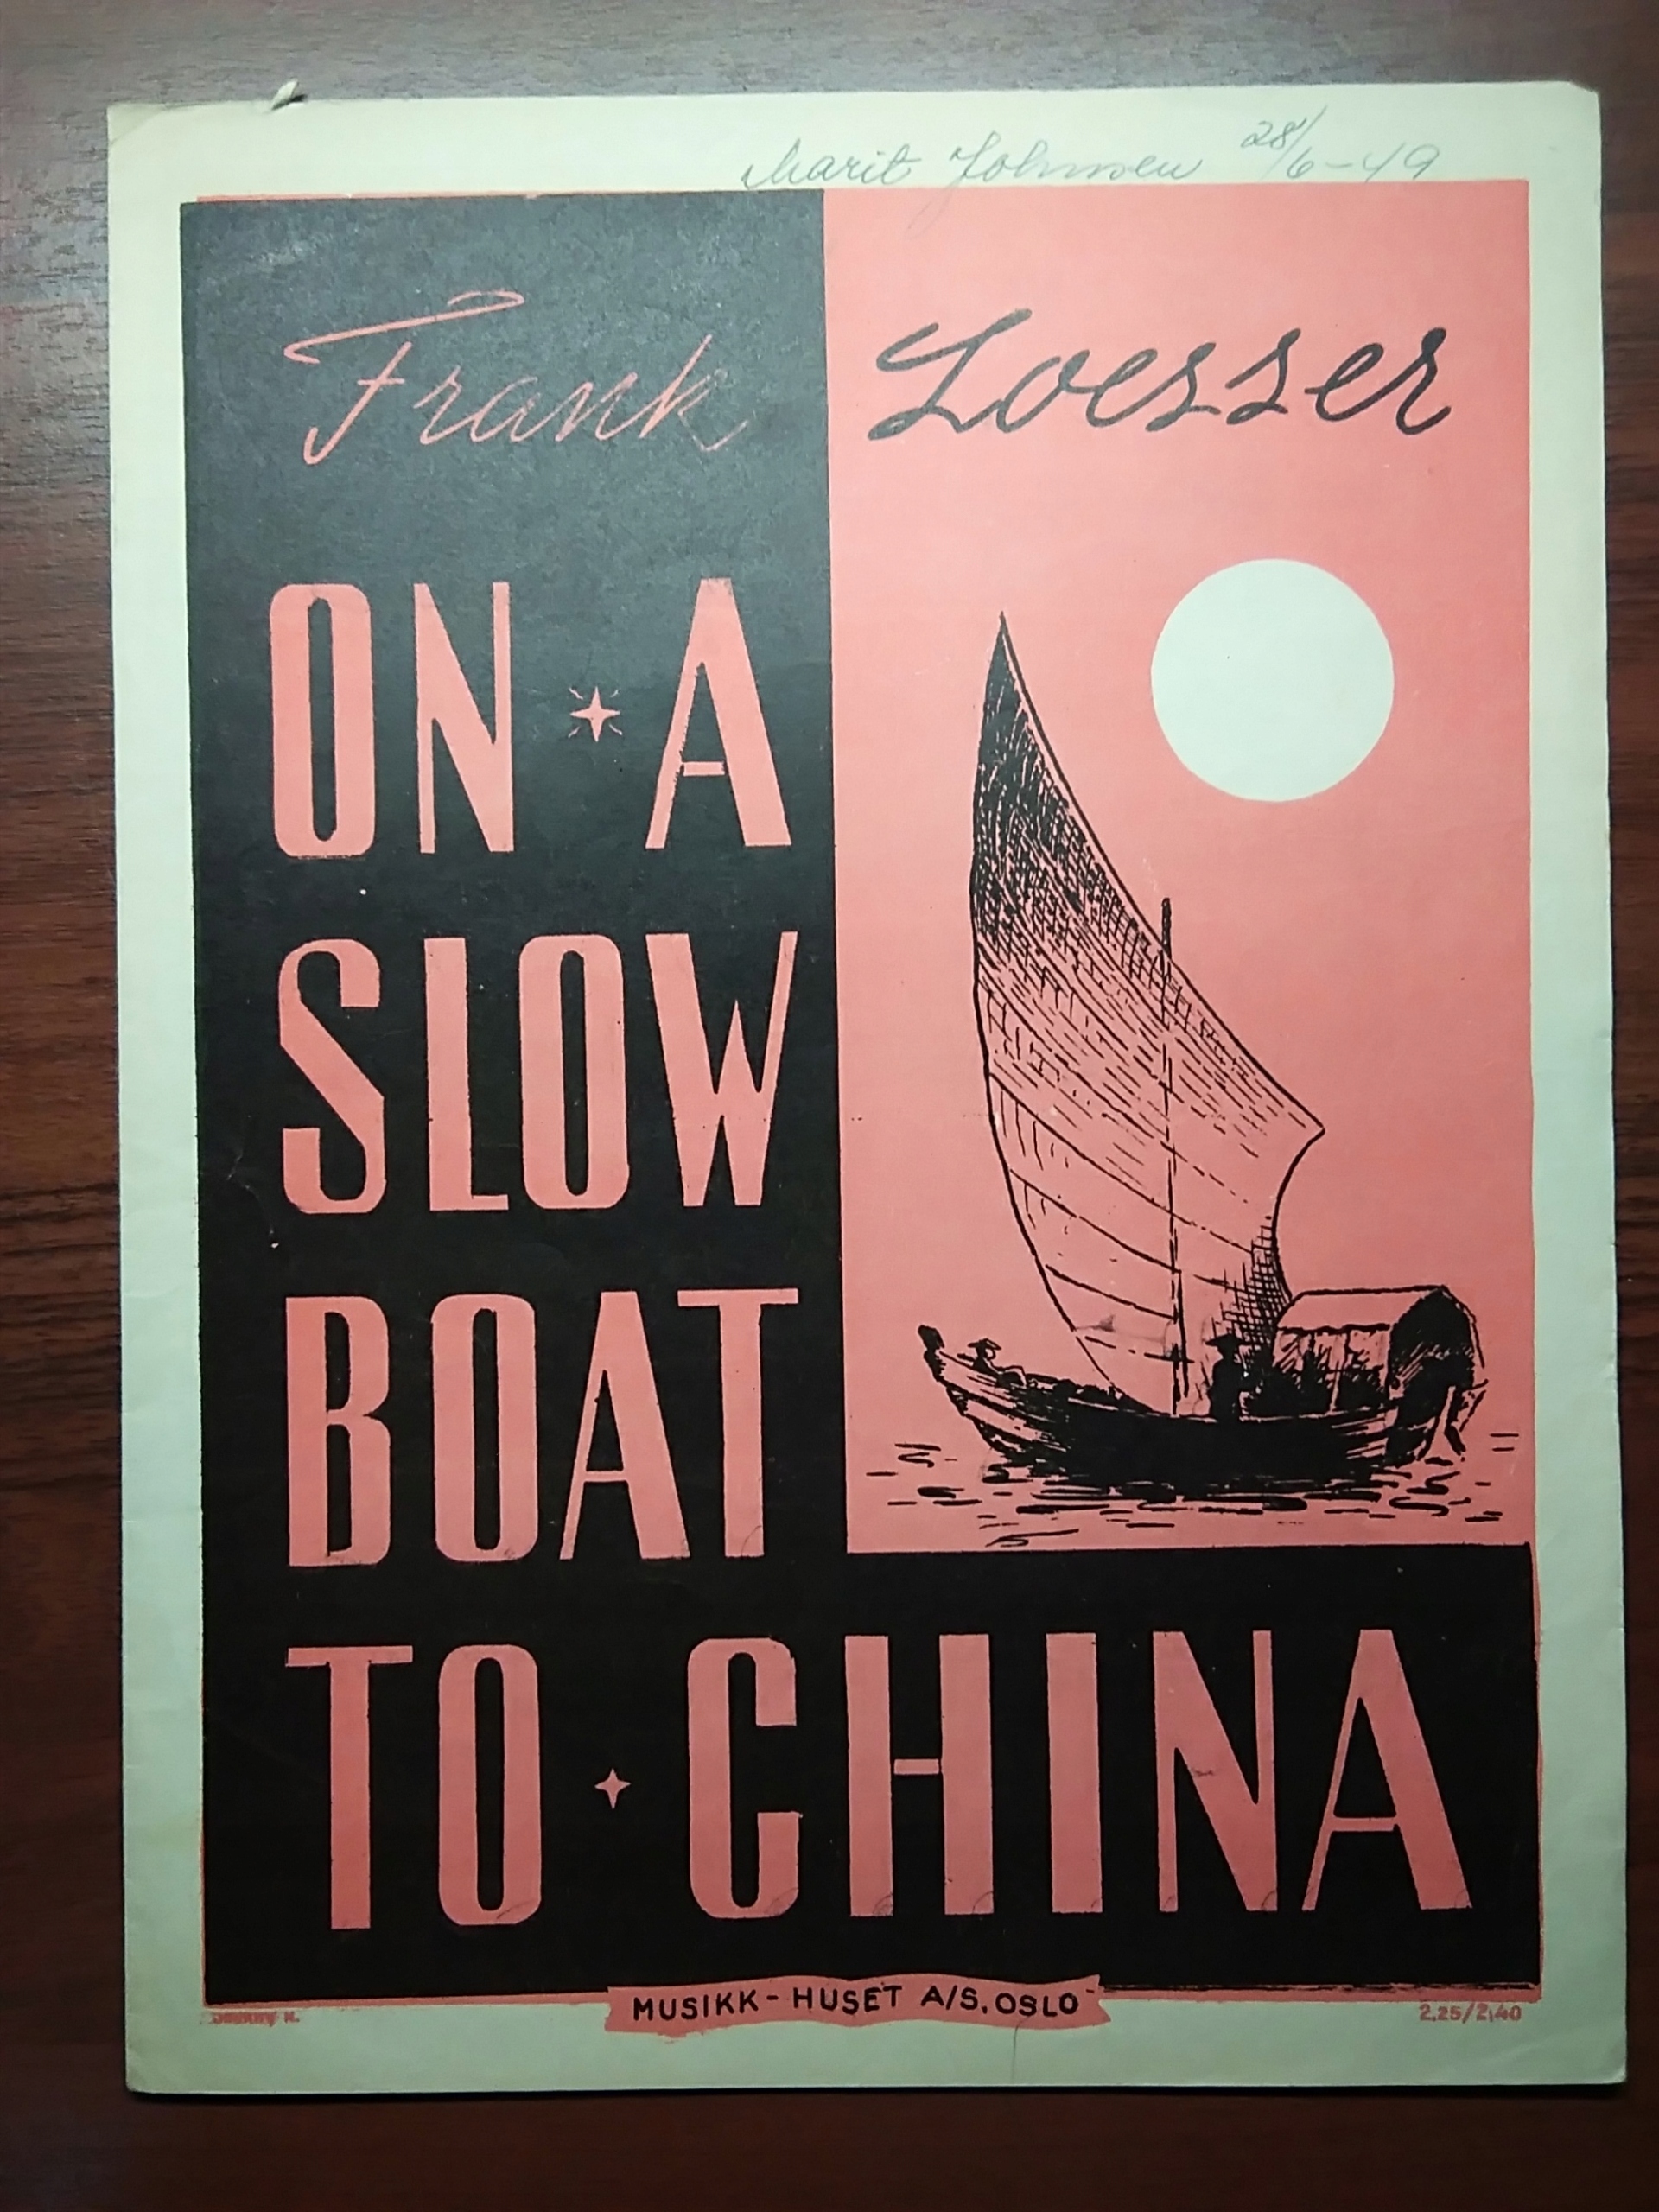 Marit Johnsen 28/6-49
Frank Loesser
ON A
SLOW
BOAT
TO CHINA
MUSIKK-HUSET A/S. OSLO
2.25/2.40